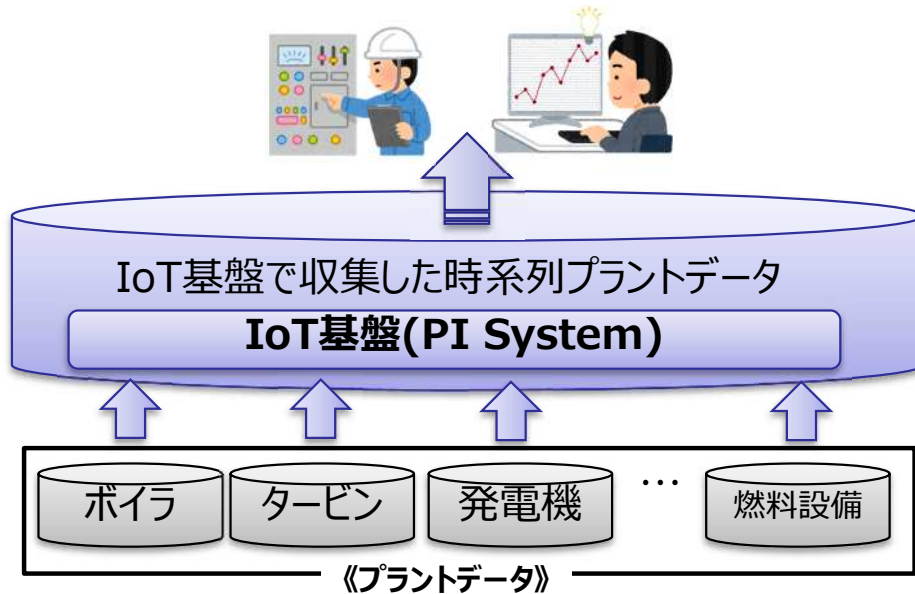 IoT基盤で収集した時系列プラントデータ
IoT基盤(PI System)
ボイラ
タービン
発電機
…
燃料設備
《プラントデータ》